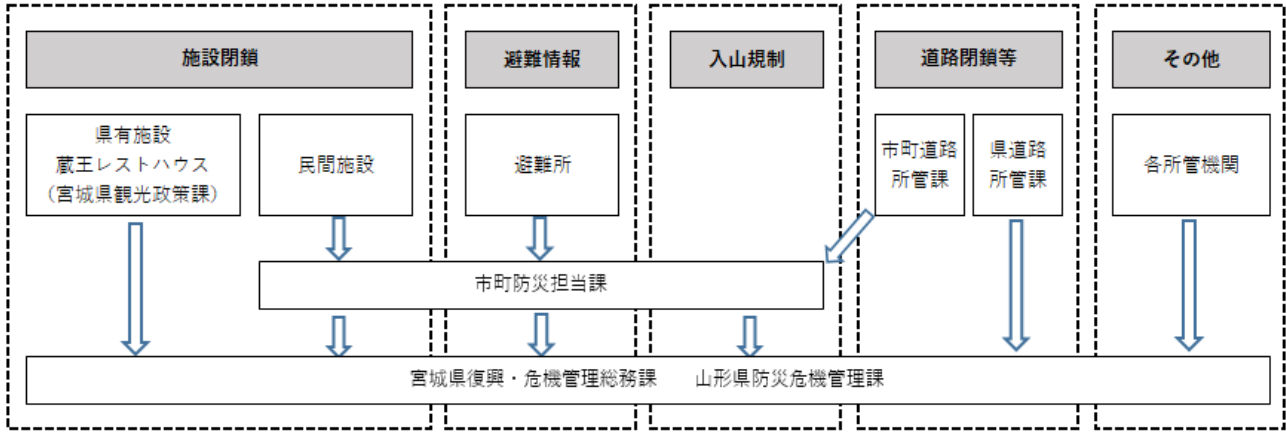 施設閉鎖
避難情報
入山規制
道路閉鎖等
その他
県有施設
蔵王レストハウス
（宮城県観光政策課）
民間施設
避難所
市町道路
所管課
県道路
所管課
各所管機関
市町防災担当課
宮城県復興・危機管理総務課　　山形県防災危機管理課